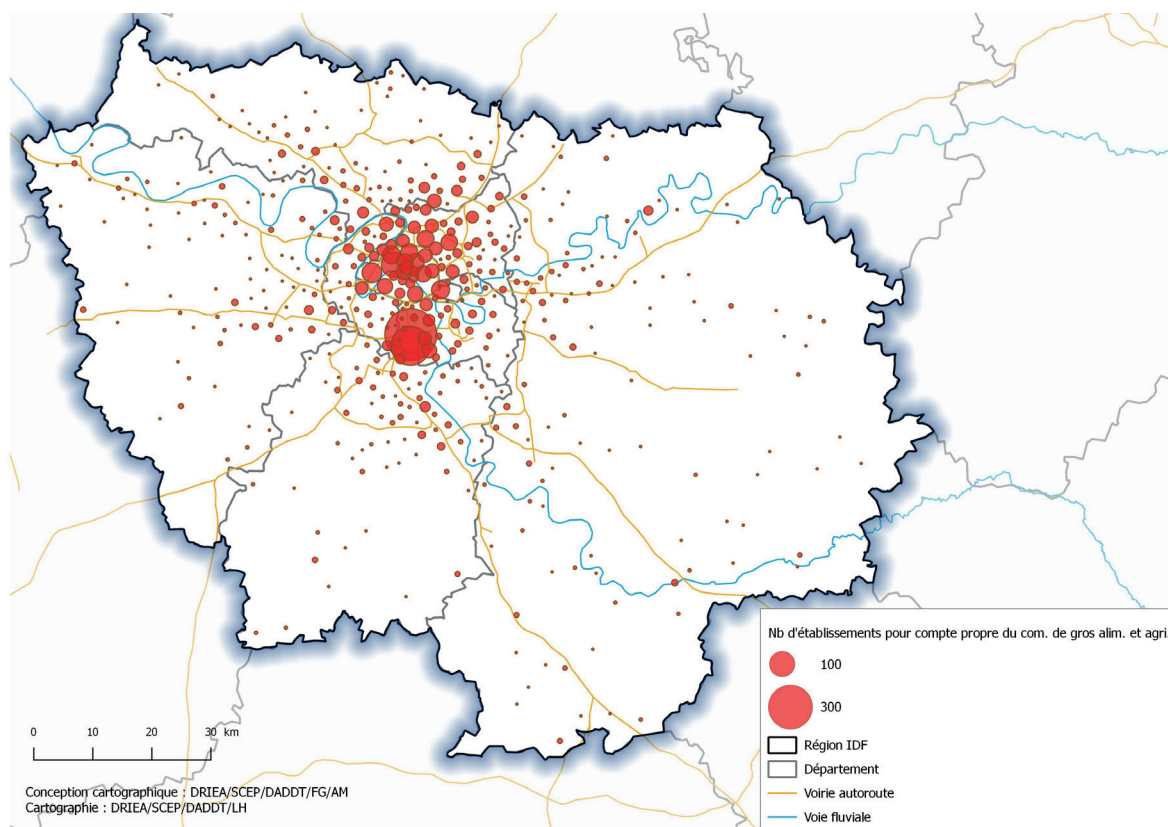 Nb d'établissements pour compte propre du com. de gros alim. et agri.
100
300
Région IDF
Département
Voirie autoroute
Voie fluviale
0 10 20 30 km
Conception cartographique : DRIEA/SCEP/DADDT/FG/AM
Cartographie : DRIEA/SCEP/DADDT/LH